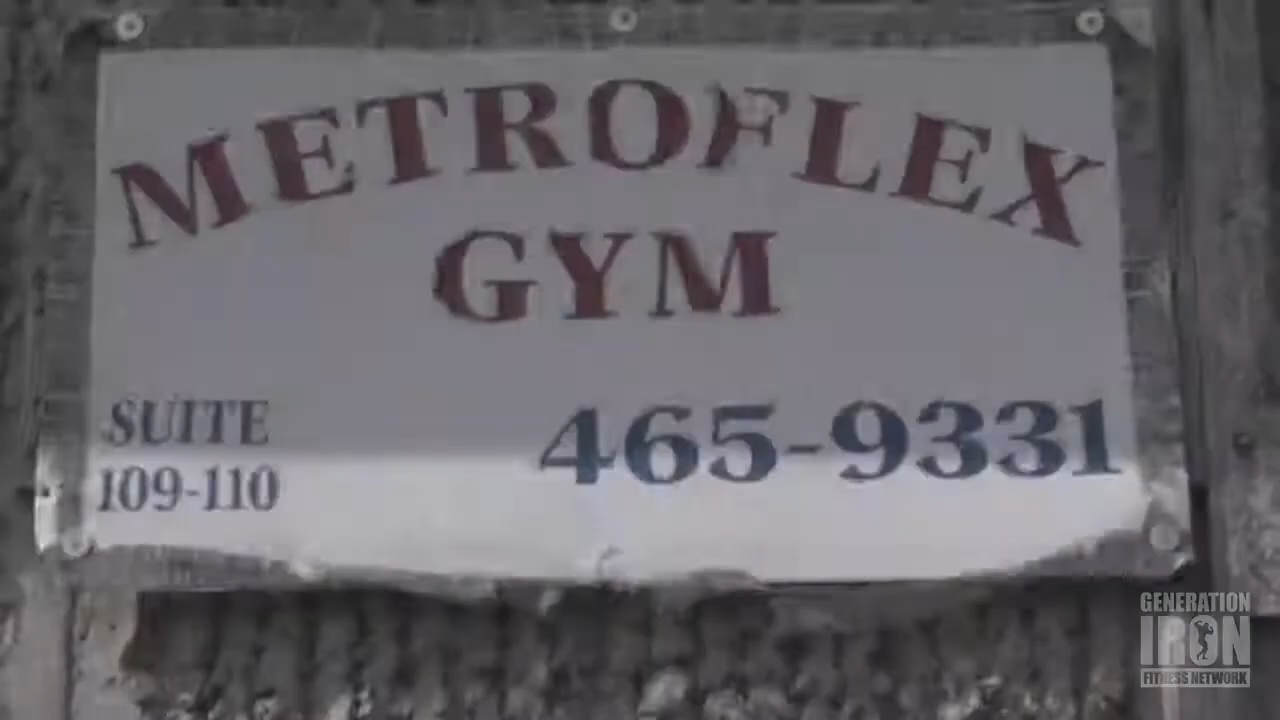 METROFLEX
GYM
SUITE
109-110
465-9331
GENERATION
IRON
FITNESS NETWORK